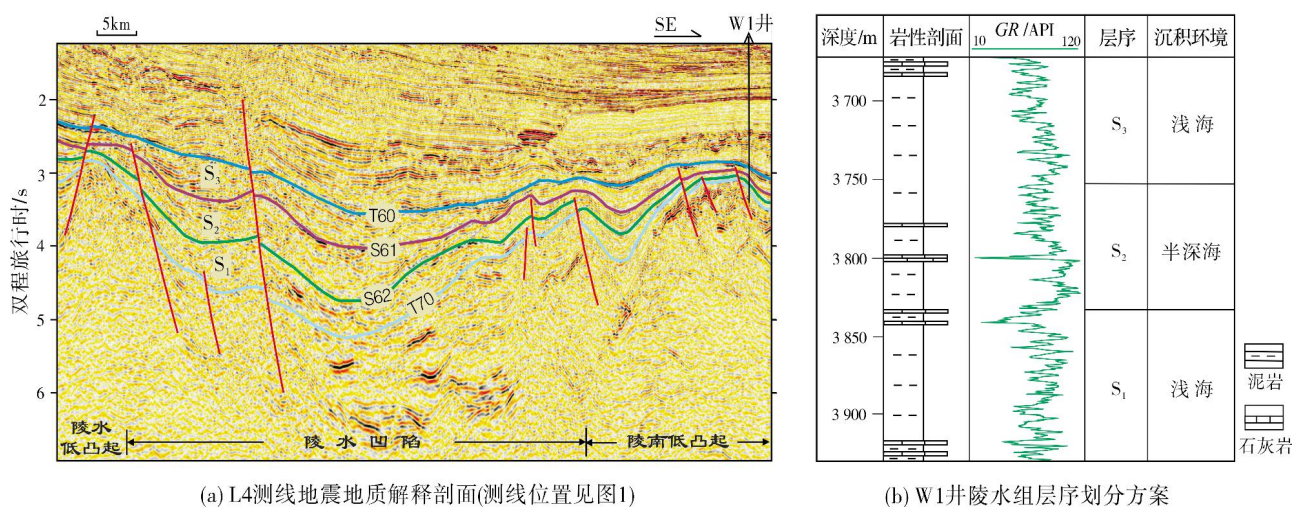 5km
SE
W1井
双程旅行时/s
2
3
4
5
6
S3
S2
S1
T60
S61
S62
T70
陵水
低凸起
陵水凹陷
陵南低凸起
(a) L4测线地震地质解释剖面(测线位置见图1)
深度/m
岩性剖面
GR/API
10
120
层序
沉积环境
3 700
3 750
3 800
3 850
3 900
S3
浅海
S2
半深海
S1
浅海
泥岩
石灰岩
(b) W1井陵水组层序划分方案